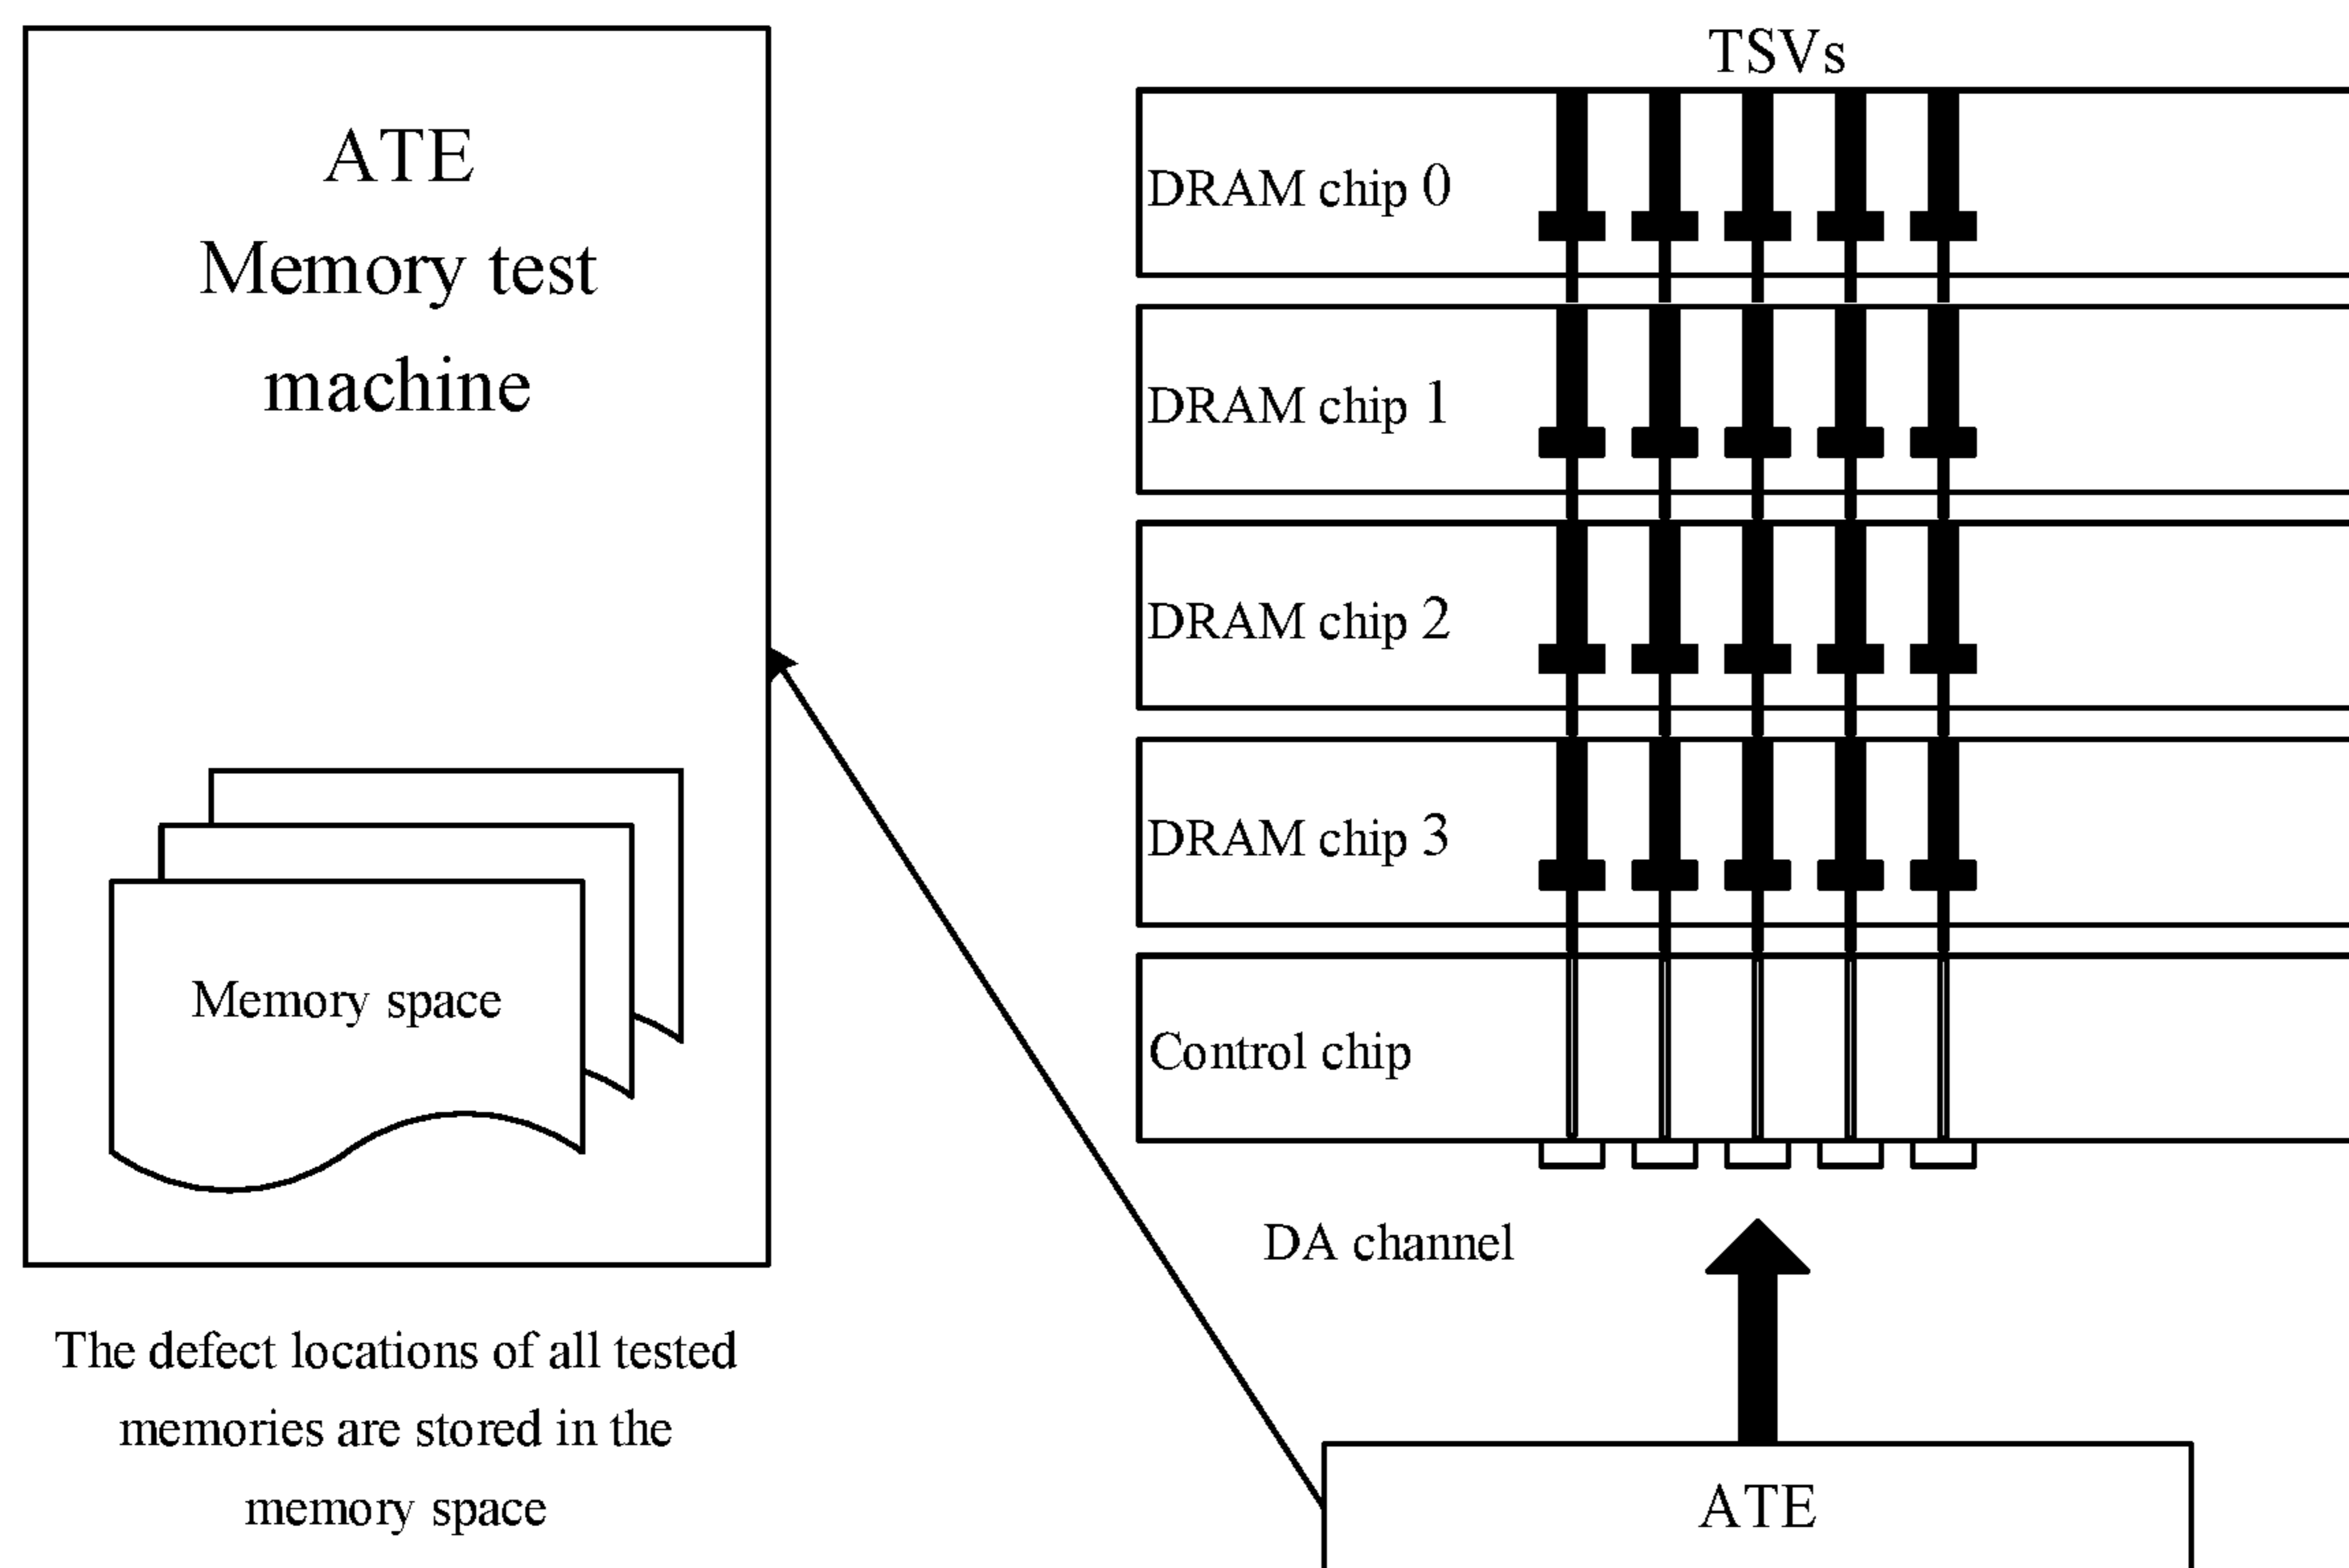 ATE
Memory test
machine
Memory space
The defect locations of all tested
memories are stored in the
memory space
TSVs
DRAM chip 0
DRAM chip 1
DRAM chip 2
DRAM chip 3
Control chip
DA channel
ATE